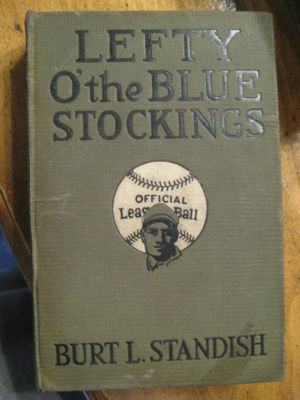 LEFTY
O' the BLUE
STOCKINGS
OFFICIAL
League Ball
BURT L. STANDISH